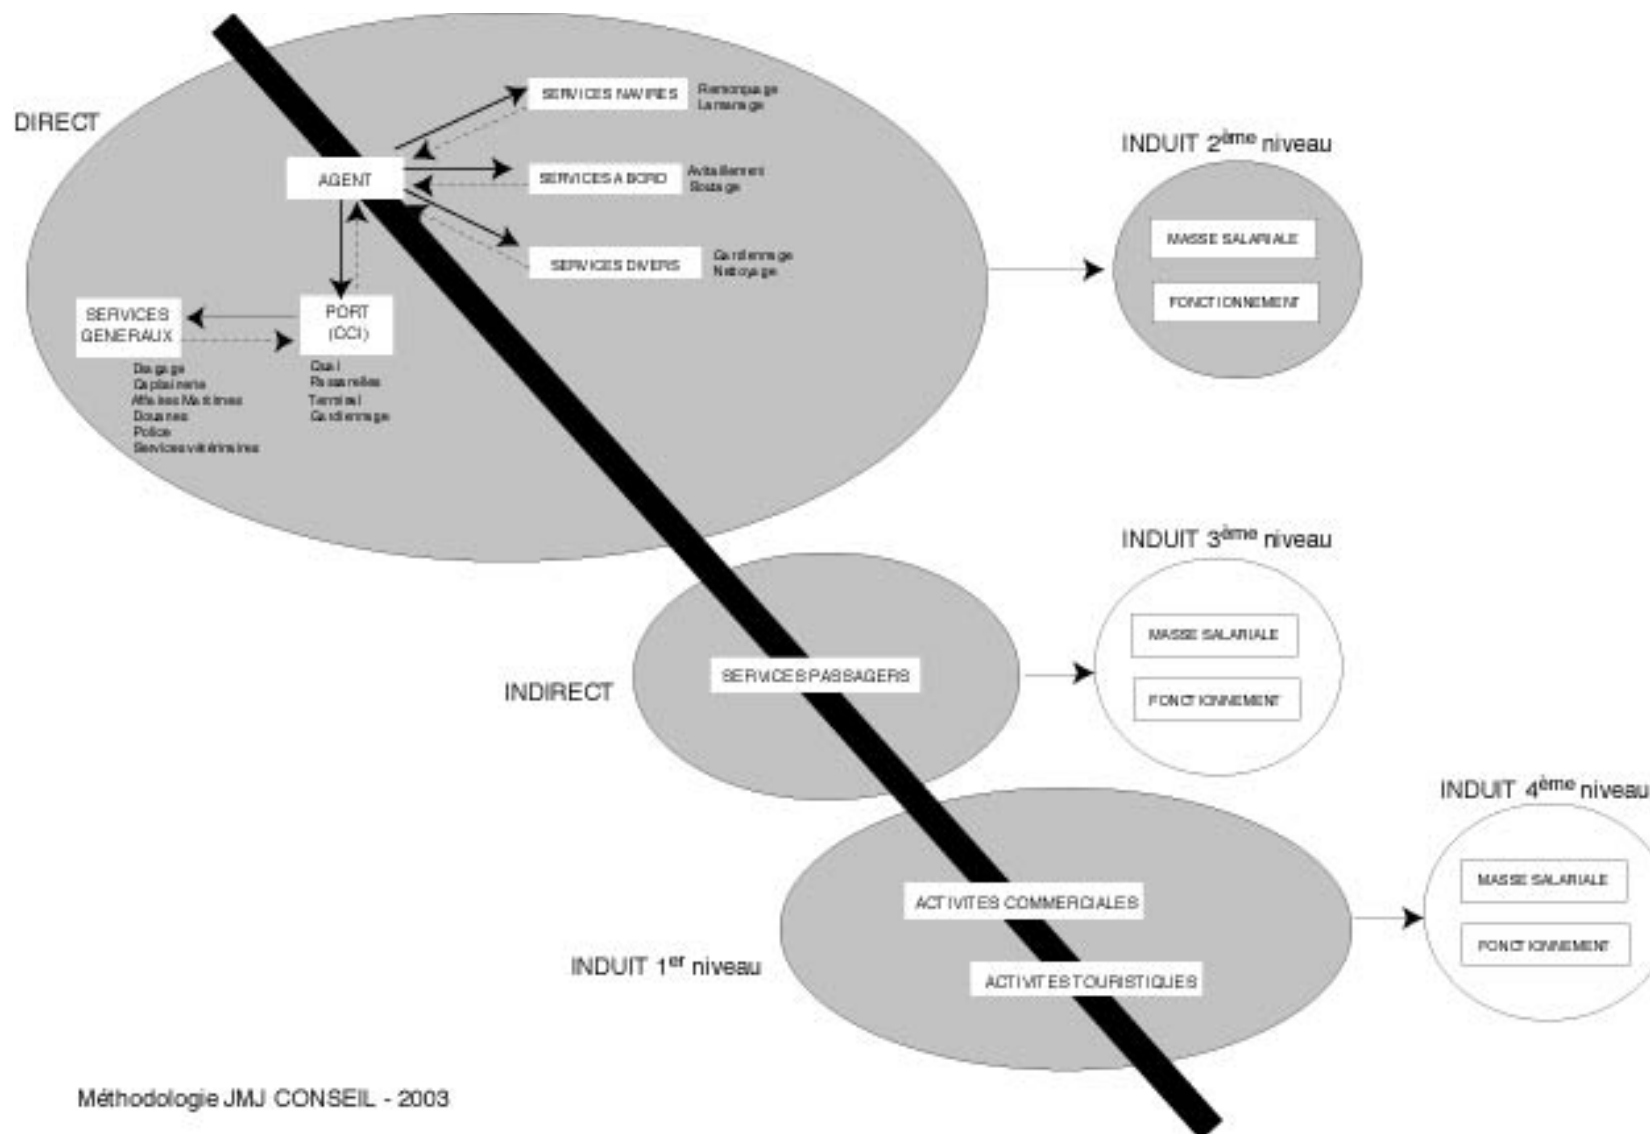 DIRECT
SERVICES NAVIRES
Remorquage
Lamanage
AGENT
SERVICES A BORD
Avitaillement
Soutage
SERVICES DIVERS
Gardiennage
Nettoyage
SERVICES
GENERAUX
PORT
(CCI)
Dragage
Capitainerie
Affaires Maritimes
Douanes
Police
Services vétérinaires
Quai
Passerelles
Terminal
Gardiennage
INDUIT 2ème niveau
MASSE SALARIALE
FONCTIONNEMENT
INDIRECT
SERVICES PASSAGERS
INDUIT 3ème niveau
MASSE SALARIALE
FONCTIONNEMENT
INDUIT 1er niveau
ACTIVITES COMMERCIALES
ACTIVITES TOURISTIQUES
INDUIT 4ème niveau
MASSE SALARIALE
FONCTIONNEMENT
Méthodologie JMJ CONSEIL - 2003